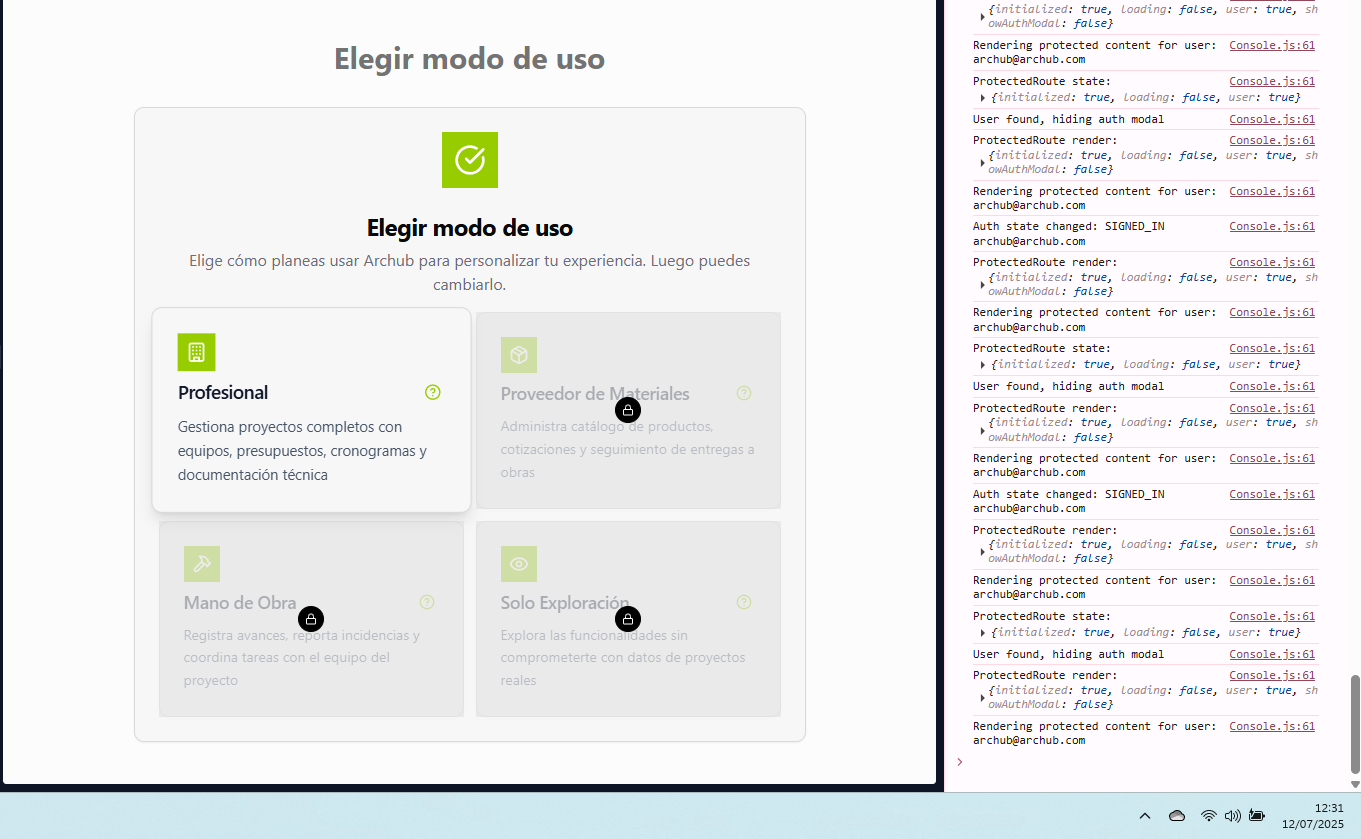 Elegir modo de uso
Elegir modo de uso
Elige cómo planeas usar Archub para personalizar tu experiencia. Luego puedes
cambiarlo.
Profesional
Gestiona proyectos completos con
equipos, presupuestos, cronogramas y
documentación técnica
Proveedor de Materiales
Administra catálogo de productos,
cotizaciones y seguimiento de entregas a
obras
Mano de Obra
Registra avances, reporta incidencias y
coordina tareas con el equipo del
proyecto
Solo Exploración
Explora las funcionalidades sin
comprometerte con datos de proyectos
reales
{initialized: true, loading: false, user: true, sh
owAuthModal: false}
Rendering protected content for user: Console.js:61
archub@archub.com
ProtectedRoute state: Console.js:61
{initialized: true, loading: false, user: true}
User found, hiding auth modal Console.js:61
ProtectedRoute render: Console.js:61
{initialized: true, loading: false, user: true, sh
owAuthModal: false}
Rendering protected content for user: Console.js:61
archub@archub.com
Auth state changed: SIGNED_IN Console.js:61
archub@archub.com
ProtectedRoute render: Console.js:61
{initialized: true, loading: false, user: true, sh
owAuthModal: false}
Rendering protected content for user: Console.js:61
archub@archub.com
ProtectedRoute state: Console.js:61
{initialized: true, loading: false, user: true}
User found, hiding auth modal Console.js:61
ProtectedRoute render: Console.js:61
{initialized: true, loading: false, user: true, sh
owAuthModal: false}
Rendering protected content for user: Console.js:61
archub@archub.com
Auth state changed: SIGNED_IN Console.js:61
archub@archub.com
ProtectedRoute render: Console.js:61
{initialized: true, loading: false, user: true, sh
owAuthModal: false}
Rendering protected content for user: Console.js:61
archub@archub.com
ProtectedRoute state: Console.js:61
{initialized: true, loading: false, user: true}
User found, hiding auth modal Console.js:61
ProtectedRoute render: Console.js:61
{initialized: true, loading: false, user: true, sh
owAuthModal: false}
Rendering protected content for user: Console.js:61
archub@archub.com
12:31
12/07/2025